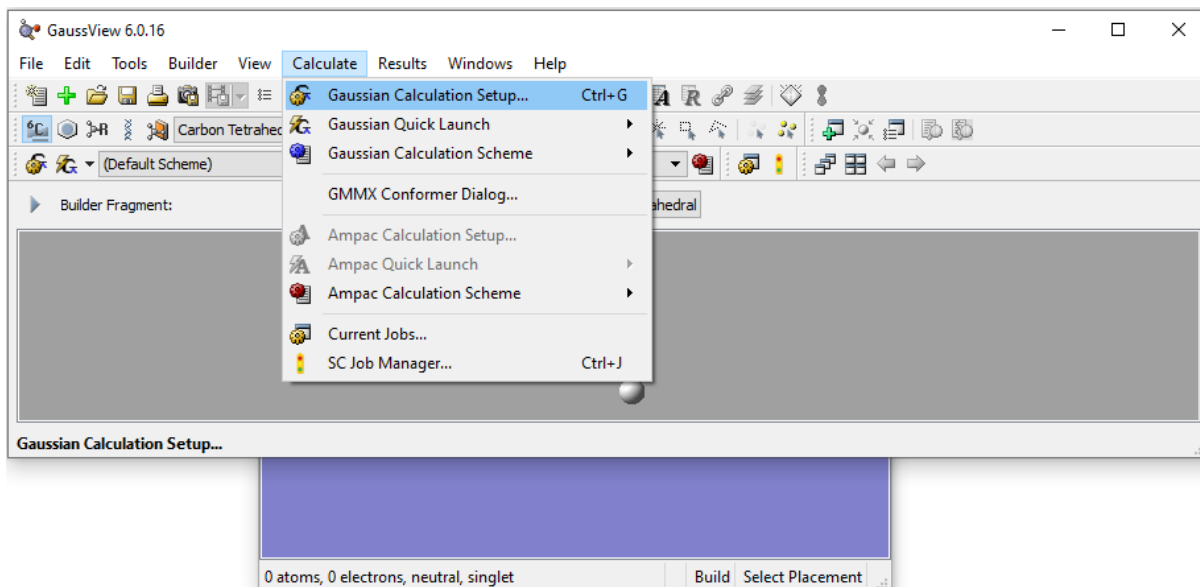 GaussView 6.0.16
File Edit Tools Builder View Calculate Results Windows Help
Gaussian Calculation Setup... Ctrl+G
Carbon Tetrahed
Gaussian Quick Launch
(Default Scheme)
Gaussian Calculation Scheme
GMMX Conformer Dialog...
Builder Fragment:
ahedral
Ampac Calculation Setup...
Ampac Quick Launch
Ampac Calculation Scheme
Current Jobs...
SC Job Manager... Ctrl+J
Gaussian Calculation Setup...
0 atoms, 0 electrons, neutral, singlet Build Select Placement